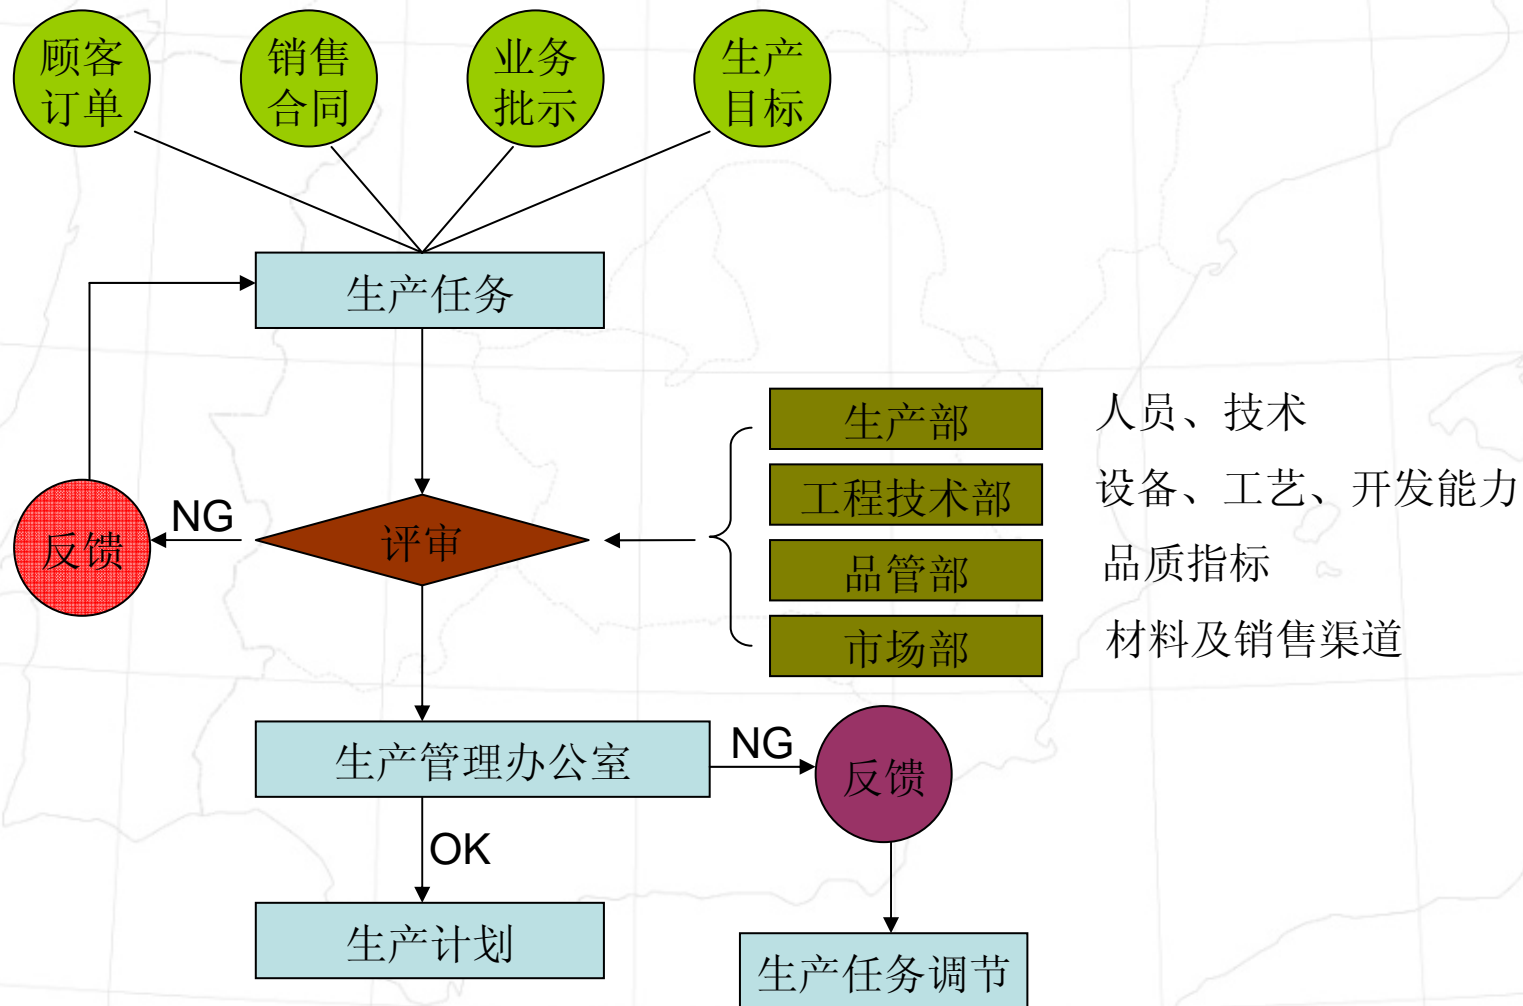 顾客
订单
销售
合同
业务
批示
生产
目标
生产任务
生产部
人员、技术
工程技术部
设备、工艺、开发能力
NG
反馈
评审
品管部
品质指标
市场部
材料及销售渠道
生产管理办公室
NG
反馈
OK
生产计划
生产任务调节